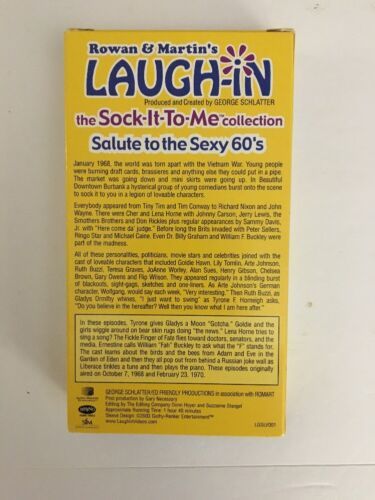 Rowan & Martin's
LAUGH-IN
Produced and Created by GEORGE SCHLATTER
the Sock-It-To-Me™ collection
Salute to the Sexy 60's
January 1968, the world was torn apart with the Vietnam War. Young people
were burning draft cards, brassieres and anything else they could put in a pipe.
The market was going down and mini skirts were going up. In Beautiful
Downtown Burbank a hysterical group of young comedians burst onto the scene
to sock it to you in a legion of loveable characters.
Everybody appeared from Tiny Tim and Tim Conway to Richard Nixon and John
Wayne. There were Cher and Lena Horne with Johnny Carson, Jerry Lewis, the
Smothers Brothers and Don Rickles plus regular appearances by Sammy Davis,
Jr. with "Here come da' judge." Before long the Brits invaded with Peter Sellers,
Ringo Star and Michael Caine. Even Dr. Billy Graham and William F. Buckley were
part of the madness.
All of these personalities, politicians, movie stars and celebrities joined with the
cast of loveable characters that included Goldie Hawn, Lily Tomlin, Arte Johnson,
Ruth Buzzi, Teresa Graves, JoAnne Worley, Alan Sues, Henry Gibson, Chelsea
Brown, Gary Owens and Flip Wilson. They appeared regularly in a blinding burst
of blackouts, sight-gags, sketches and one-liners. As Arte Johnson's German
character, Wolfgang, would say each week, "Very interesting." Then Ruth Buzzi, as
Gladys Ormiffy whines, "I just want to swing" as Tyrone F. Horneigh asks,
"Do you believe in the hereafter? Well then you know what I'm here after!"
In these episodes, Tyrone gives Gladys a Moon "Gotcha." Goldie and the
girls wiggle around on bear skin rugs doing "the news." Lena Horne tries to
sing a song? The Fickle Finger of Fate flies toward doctors, senators, and the
media. Ernestine calls William "Fah" Buckley to ask what the "F" stands for.
The cast learns about the birds and the bees from Adam and Eve in the
Garden of Eden and then they all pop out from behind a Russian joke wall as
Liberace tinkles a tune and then plays the piano. These episodes originally
aired on October 7, 1968 and February 23, 1970.
GEORGE SCHLATTER/ED FRIENDLY PRODUCTIONS in association with ROMART
Post production by Gary Necessary
Editing by The Editing Company Donn Hoyer and Suzzanne Stangel
Approximate Running Time: 1 hour 46 minutes
Sleeve Design ©2003 Guthy-Renker Entertainment™
www.LaughInVideos.com
LGSLV001